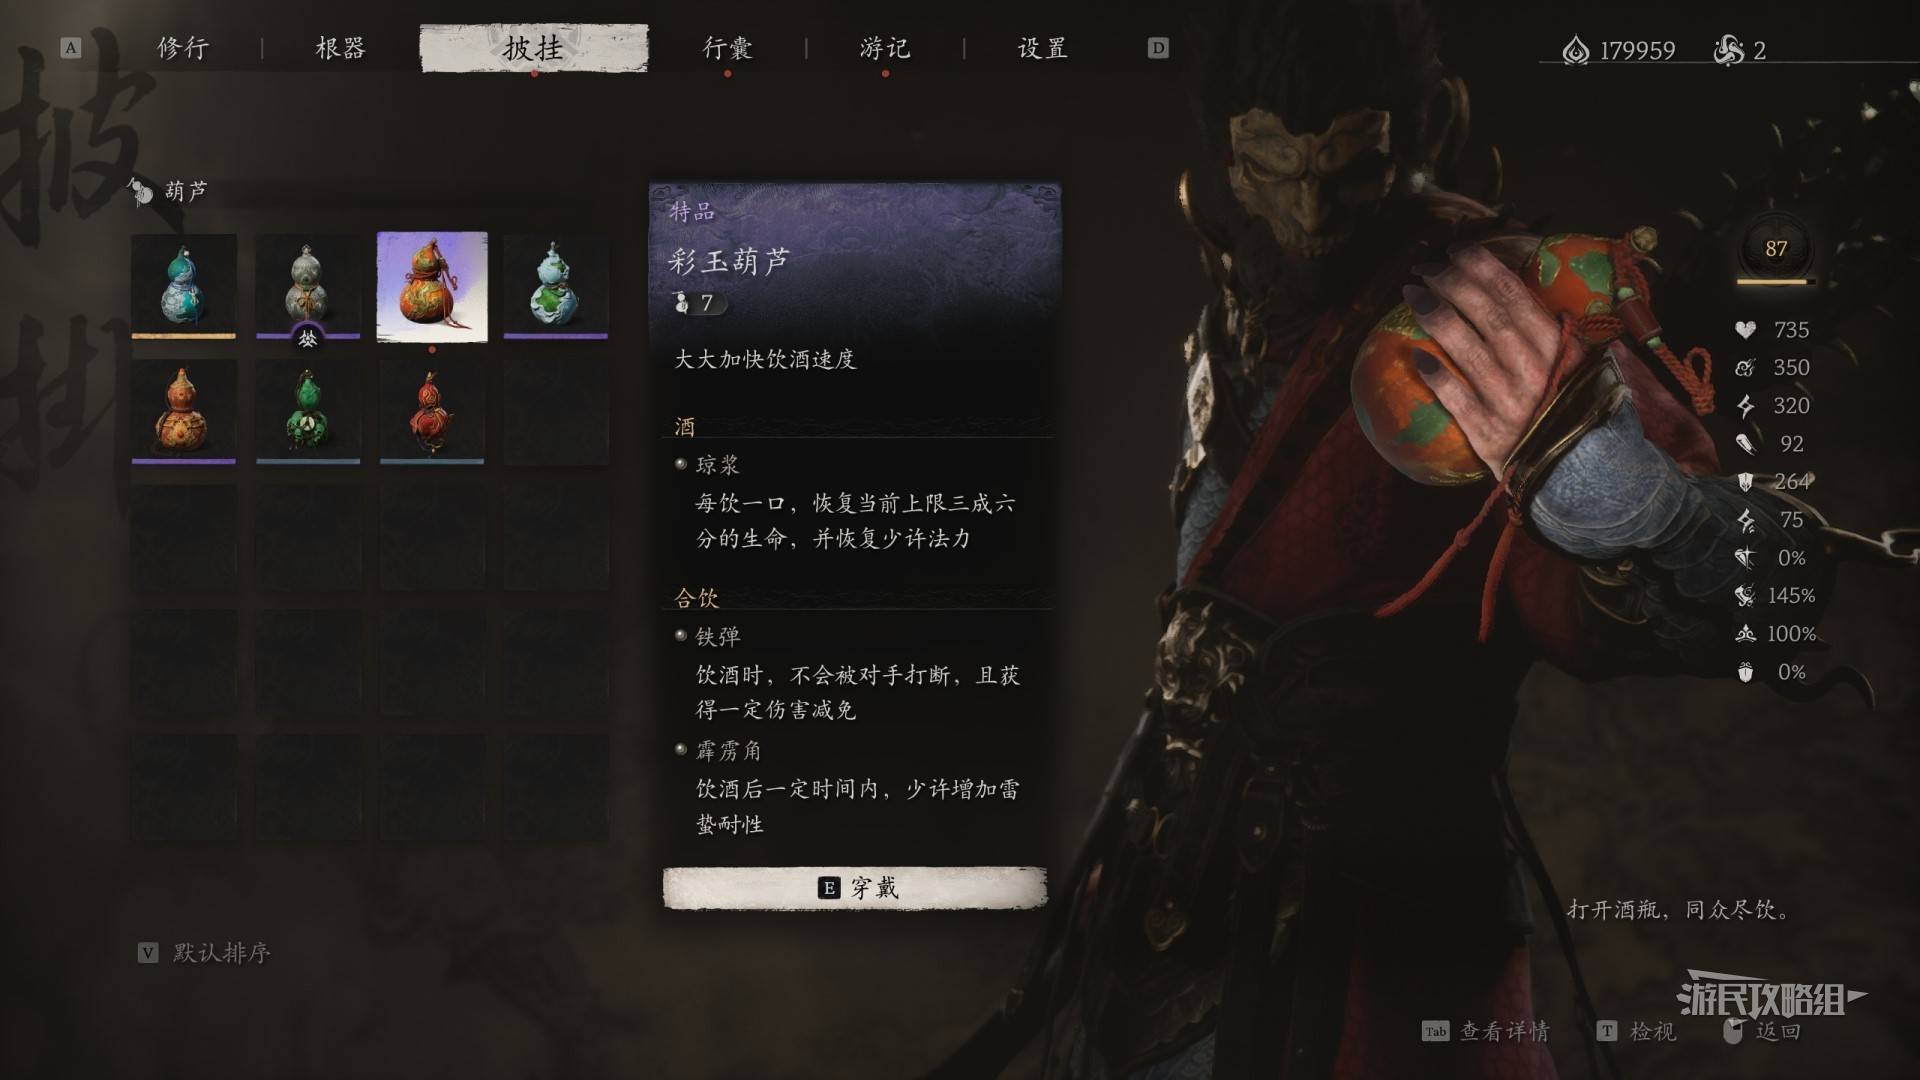 A 修行 根器 披挂 行囊 游记 设置 D
179959 2
披挂
葫芦
特品
彩玉葫芦
7
大大加快饮酒速度
酒
琼浆
每饮一口，恢复当前上限三成六
分的生命，并恢复少许法力
合饮
铁弹
饮酒时，不会被对手打断，且获
得一定伤害减免
霹雳角
饮酒后一定时间内，少许增加雷
蛰耐性
E 穿戴
V 默认排序
87
735
350
320
92
264
75
0%
145%
100%
0%
打开酒瓶，同众尽饮。
游民攻略组
Tab 查看详情 T 检视 返回